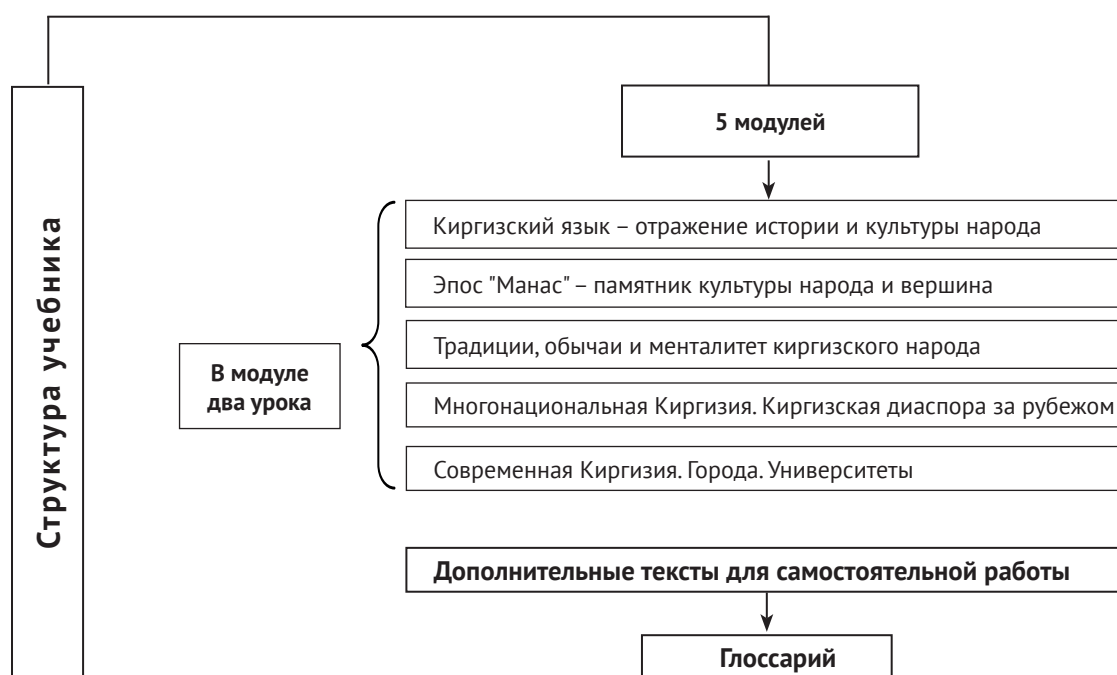 Структура учебника
5 модулей
Киргизский язык – отражение истории и культуры народа
Эпос "Манас" – памятник культуры народа и вершина
Традиции, обычаи и менталитет киргизского народа
В модуле
два урока
Многонациональная Киргизия. Киргизская диаспора за рубежом
Современная Киргизия. Города. Университеты
Дополнительные тексты для самостоятельной работы
Глоссарий